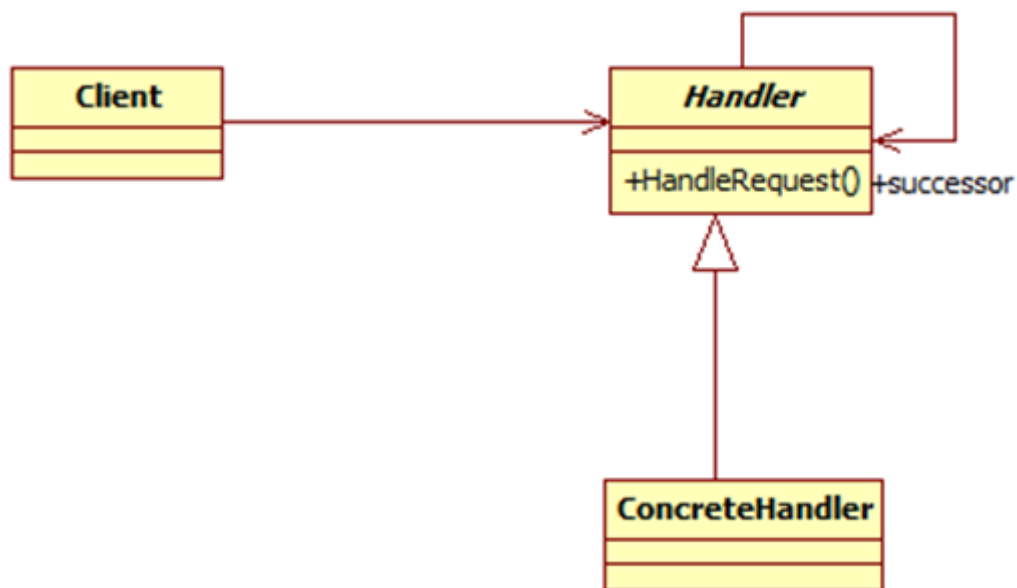 Client
Handler
+HandleRequest()
+successor
ConcreteHandler